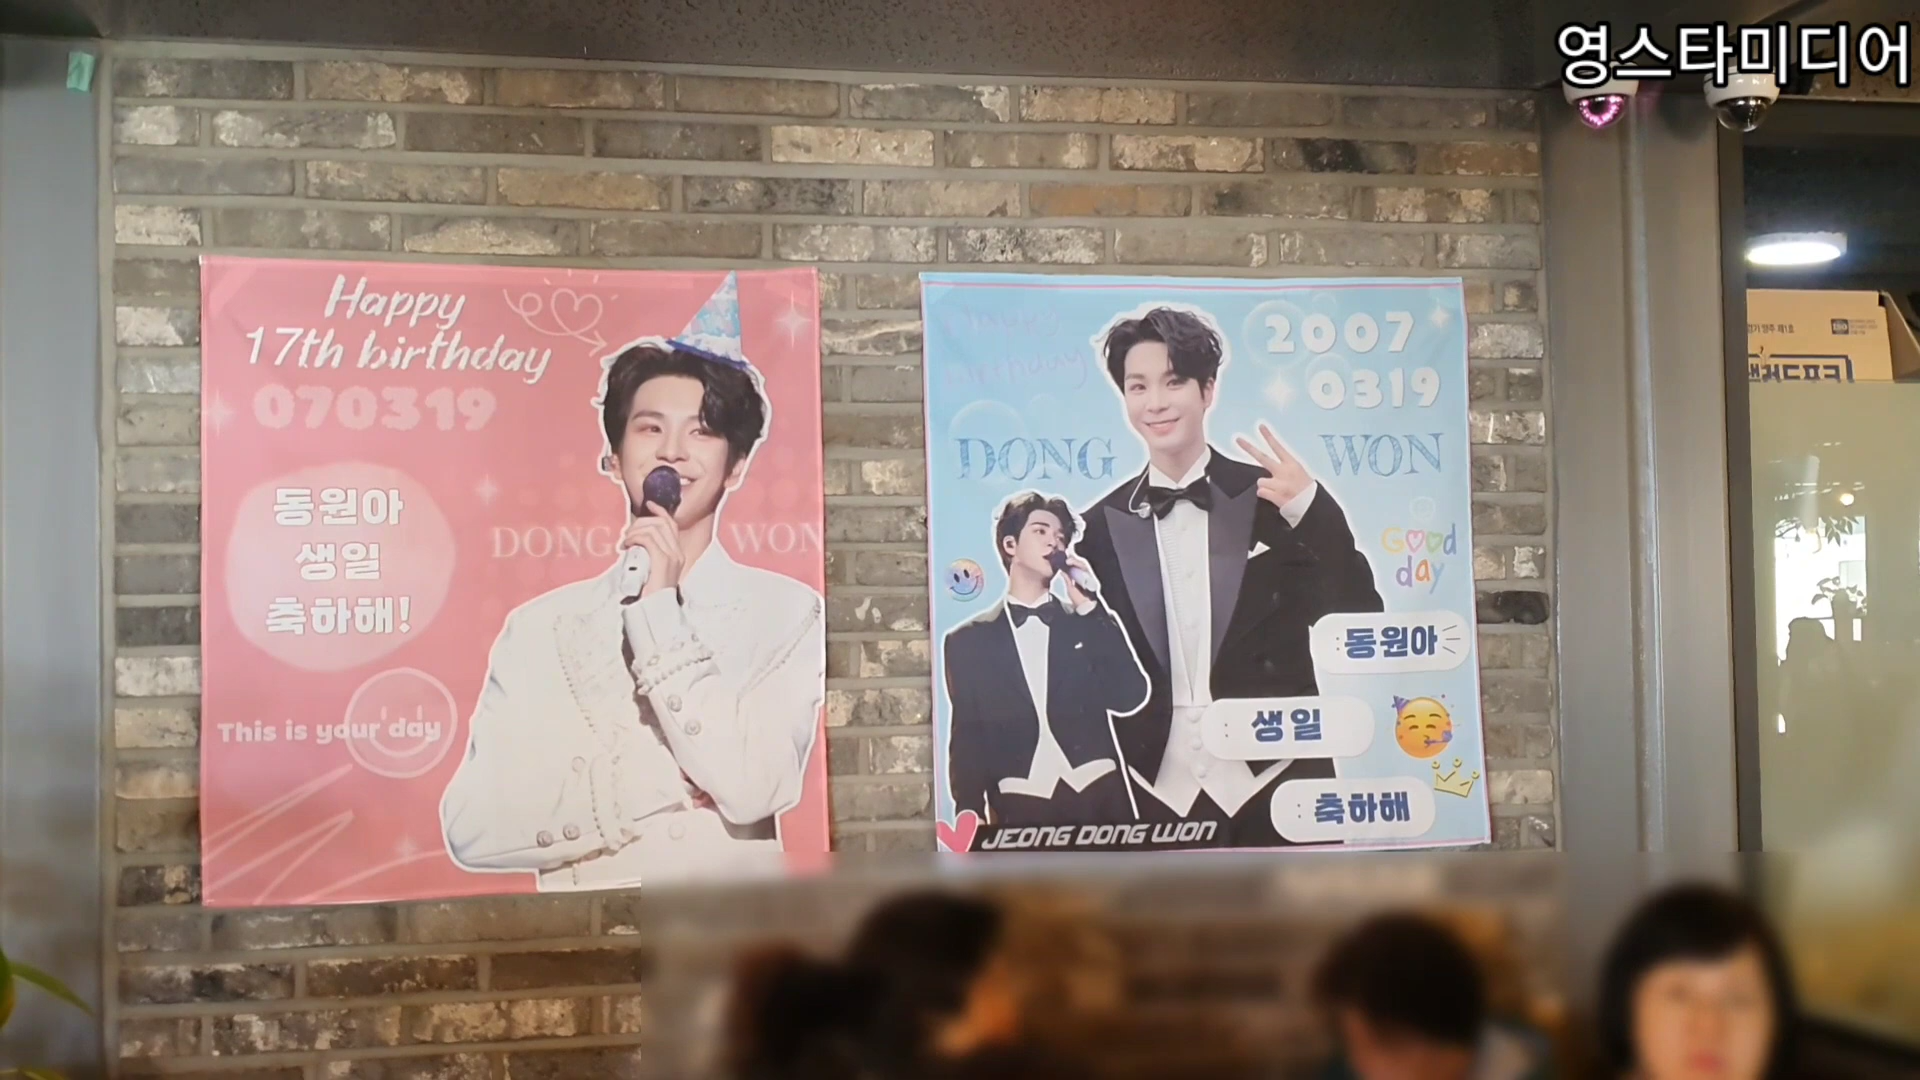 영스타미디어
Happy
17th birthday
070319
동원아
생일
축하해!
DONG WON
This is your day
Happy
birthday
2007
0319
DONG WON
Good
day
동원아
생일
축하해
JEONG DONG WON